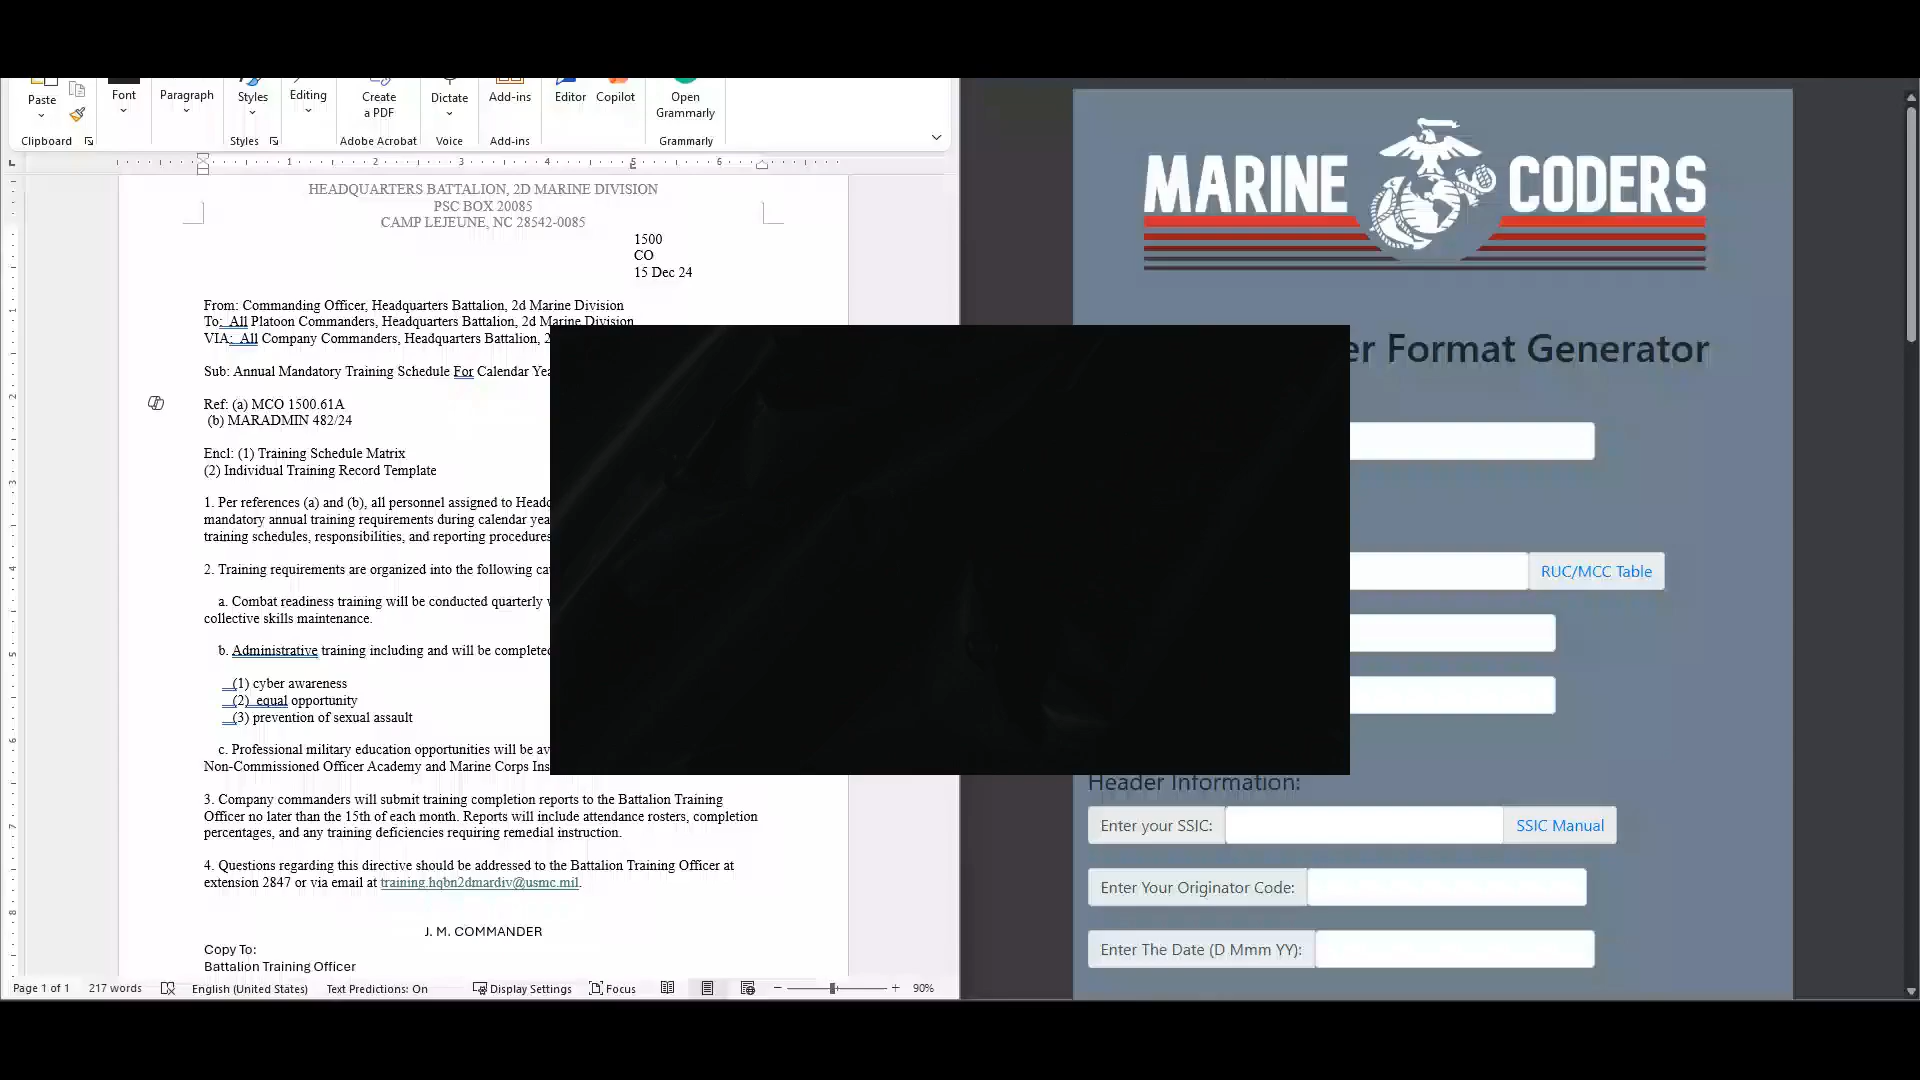 Paste
Font
Paragraph
Styles
Editing
Create
a PDF
Dictate
Add-ins
Editor
Copilot
Open
Grammarly
Clipboard
Styles
Adobe Acrobat
Voice
Add-ins
Grammarly
1 2 3 4 5 6
HEADQUARTERS BATTALION, 2D MARINE DIVISION
PSC BOX 20085
CAMP LEJEUNE, NC 28542-0085
1500
CO
15 Dec 24
From: Commanding Officer, Headquarters Battalion, 2d Marine Division
To: All Platoon Commanders, Headquarters Battalion, 2d Marine Division
VIA: All Company Commanders, Headquarters Battalion, 2
Sub: Annual Mandatory Training Schedule For Calendar Yea
Ref: (a) MCO 1500.61A
(b) MARADMIN 482/24
Encl: (1) Training Schedule Matrix
(2) Individual Training Record Template
1. Per references (a) and (b), all personnel assigned to Head
mandatory annual training requirements during calendar yea
training schedules, responsibilities, and reporting procedures
2. Training requirements are organized into the following ca
a. Combat readiness training will be conducted quarterly
collective skills maintenance.
b. Administrative training including and will be completed
(1) cyber awareness
(2) equal opportunity
(3) prevention of sexual assault
c. Professional military education opportunities will be av
Non-Commissioned Officer Academy and Marine Corps Ins
3. Company commanders will submit training completion reports to the Battalion Training
Officer no later than the 15th of each month. Reports will include attendance rosters, completion
percentages, and any training deficiencies requiring remedial instruction.
4. Questions regarding this directive should be addressed to the Battalion Training Officer at
extension 2847 or via email at training.hqbn2dmardiv@usmc.mil.
J. M. COMMANDER
Copy To:
Battalion Training Officer
Page 1 of 1
217 words
English (United States)
Text Predictions: On
Display Settings
Focus
90%
MARINE CODERS
er Format Generator
RUC/MCC Table
Header Information:
Enter your SSIC:
SSIC Manual
Enter Your Originator Code:
Enter The Date (D Mmm YY):